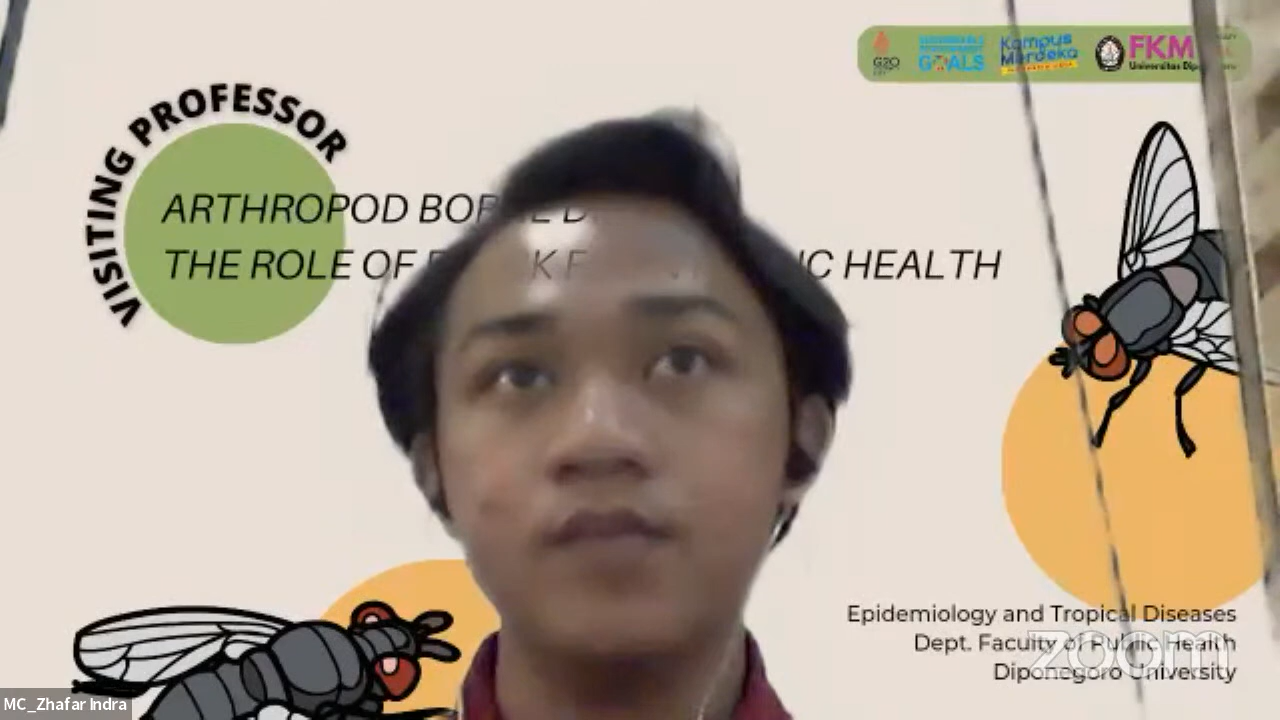 G20
GOALS
Kampus
Merdeka
FKM
Universitas
VISITING PROFESSOR
ARTHROPOD
THE ROLE OF
HEALTH
Epidemiology and Tropical Diseases
Dept. Faculty of Public Health
Diponegoro University
zoom
MC_Zhafar Indra